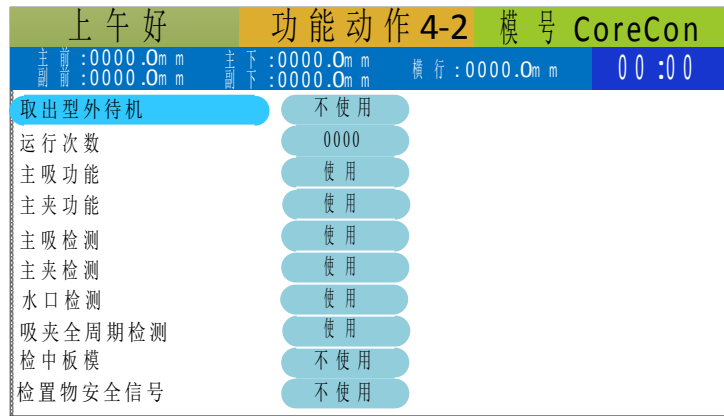 上午好 功能动作 4-2 模号 CoreCon
主前:0000.0mm 主下:0000.0mm 横行:0000.0mm 00:00
副前:0000.0mm 副下:0000.0mm
取出型外待机 不使用
运行次数 0000
主吸功能 使用
主夹功能 使用
主吸检测 使用
主夹检测 使用
水口检测 使用
吸夹全周期检测 使用
检中板模 不使用
检置物安全信号 不使用